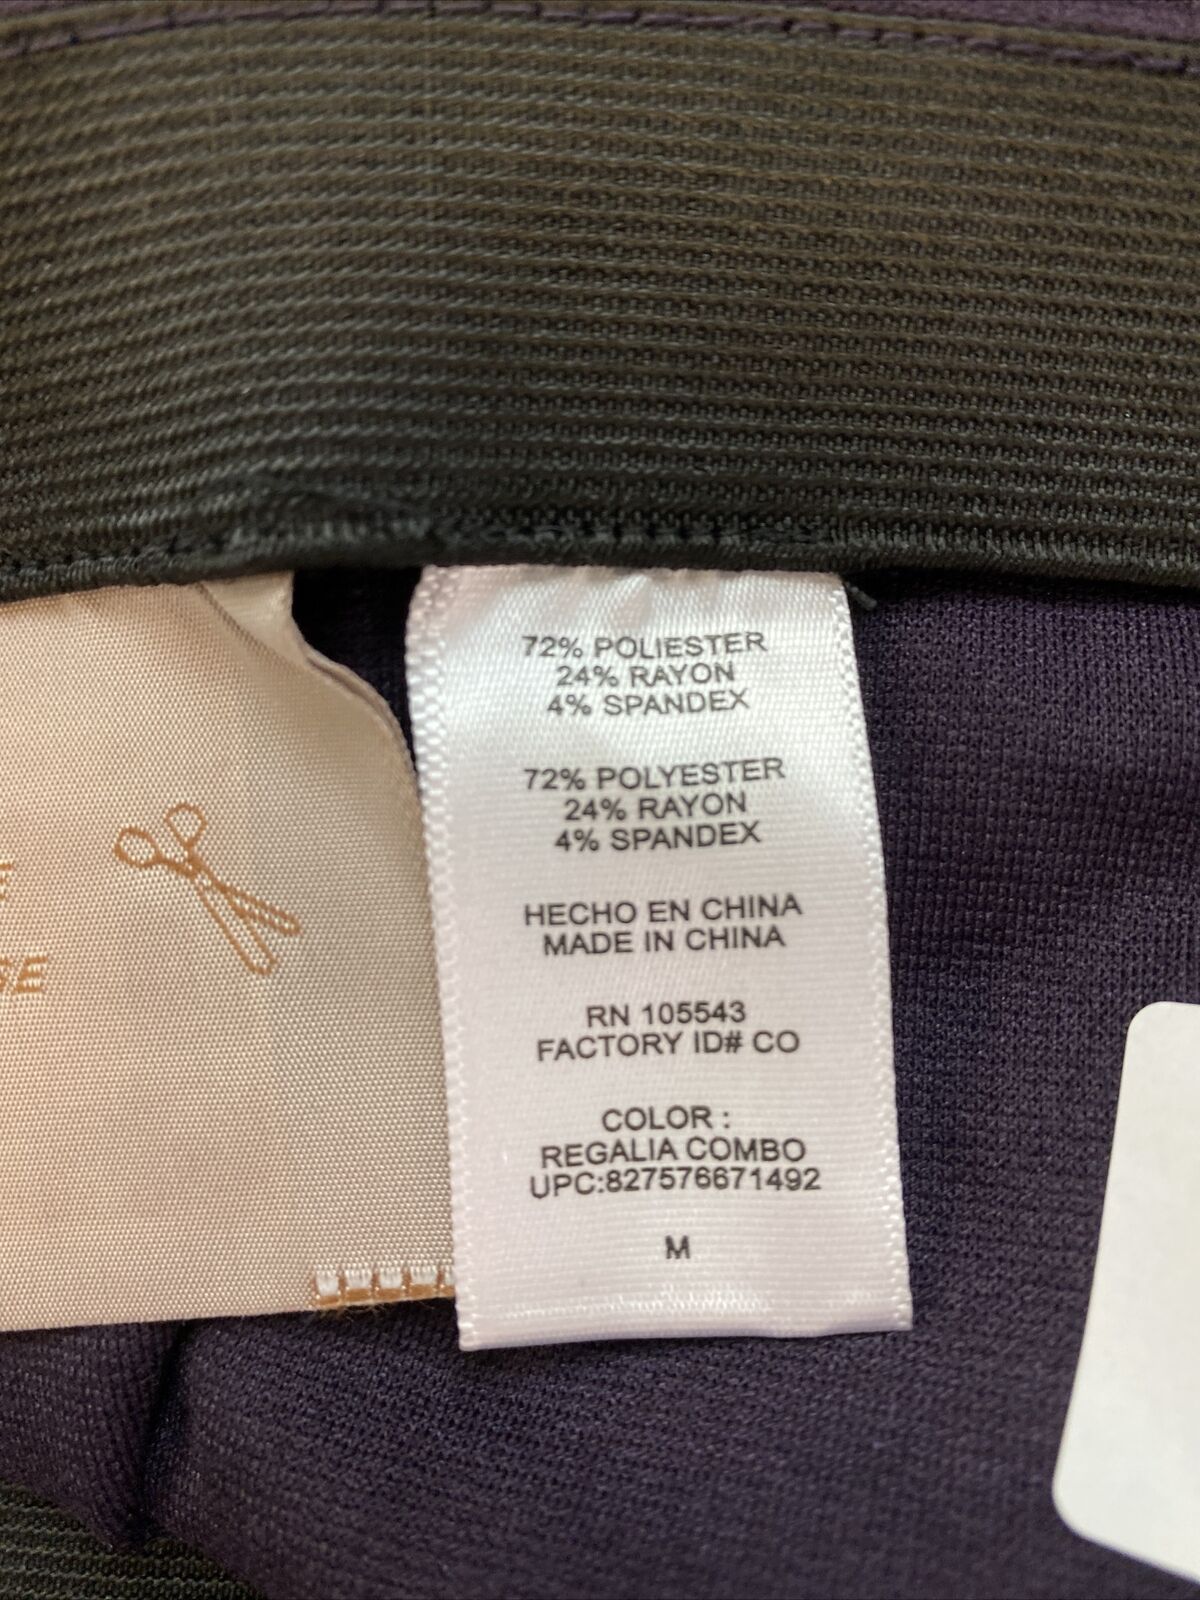 72% POLIESTER
24% RAYON
4% SPANDEX
72% POLYESTER
24% RAYON
4% SPANDEX
HECHO EN CHINA
MADE IN CHINA
RN 105543
FACTORY ID# CO
COLOR :
REGALIA COMBO
UPC:827576671492
M